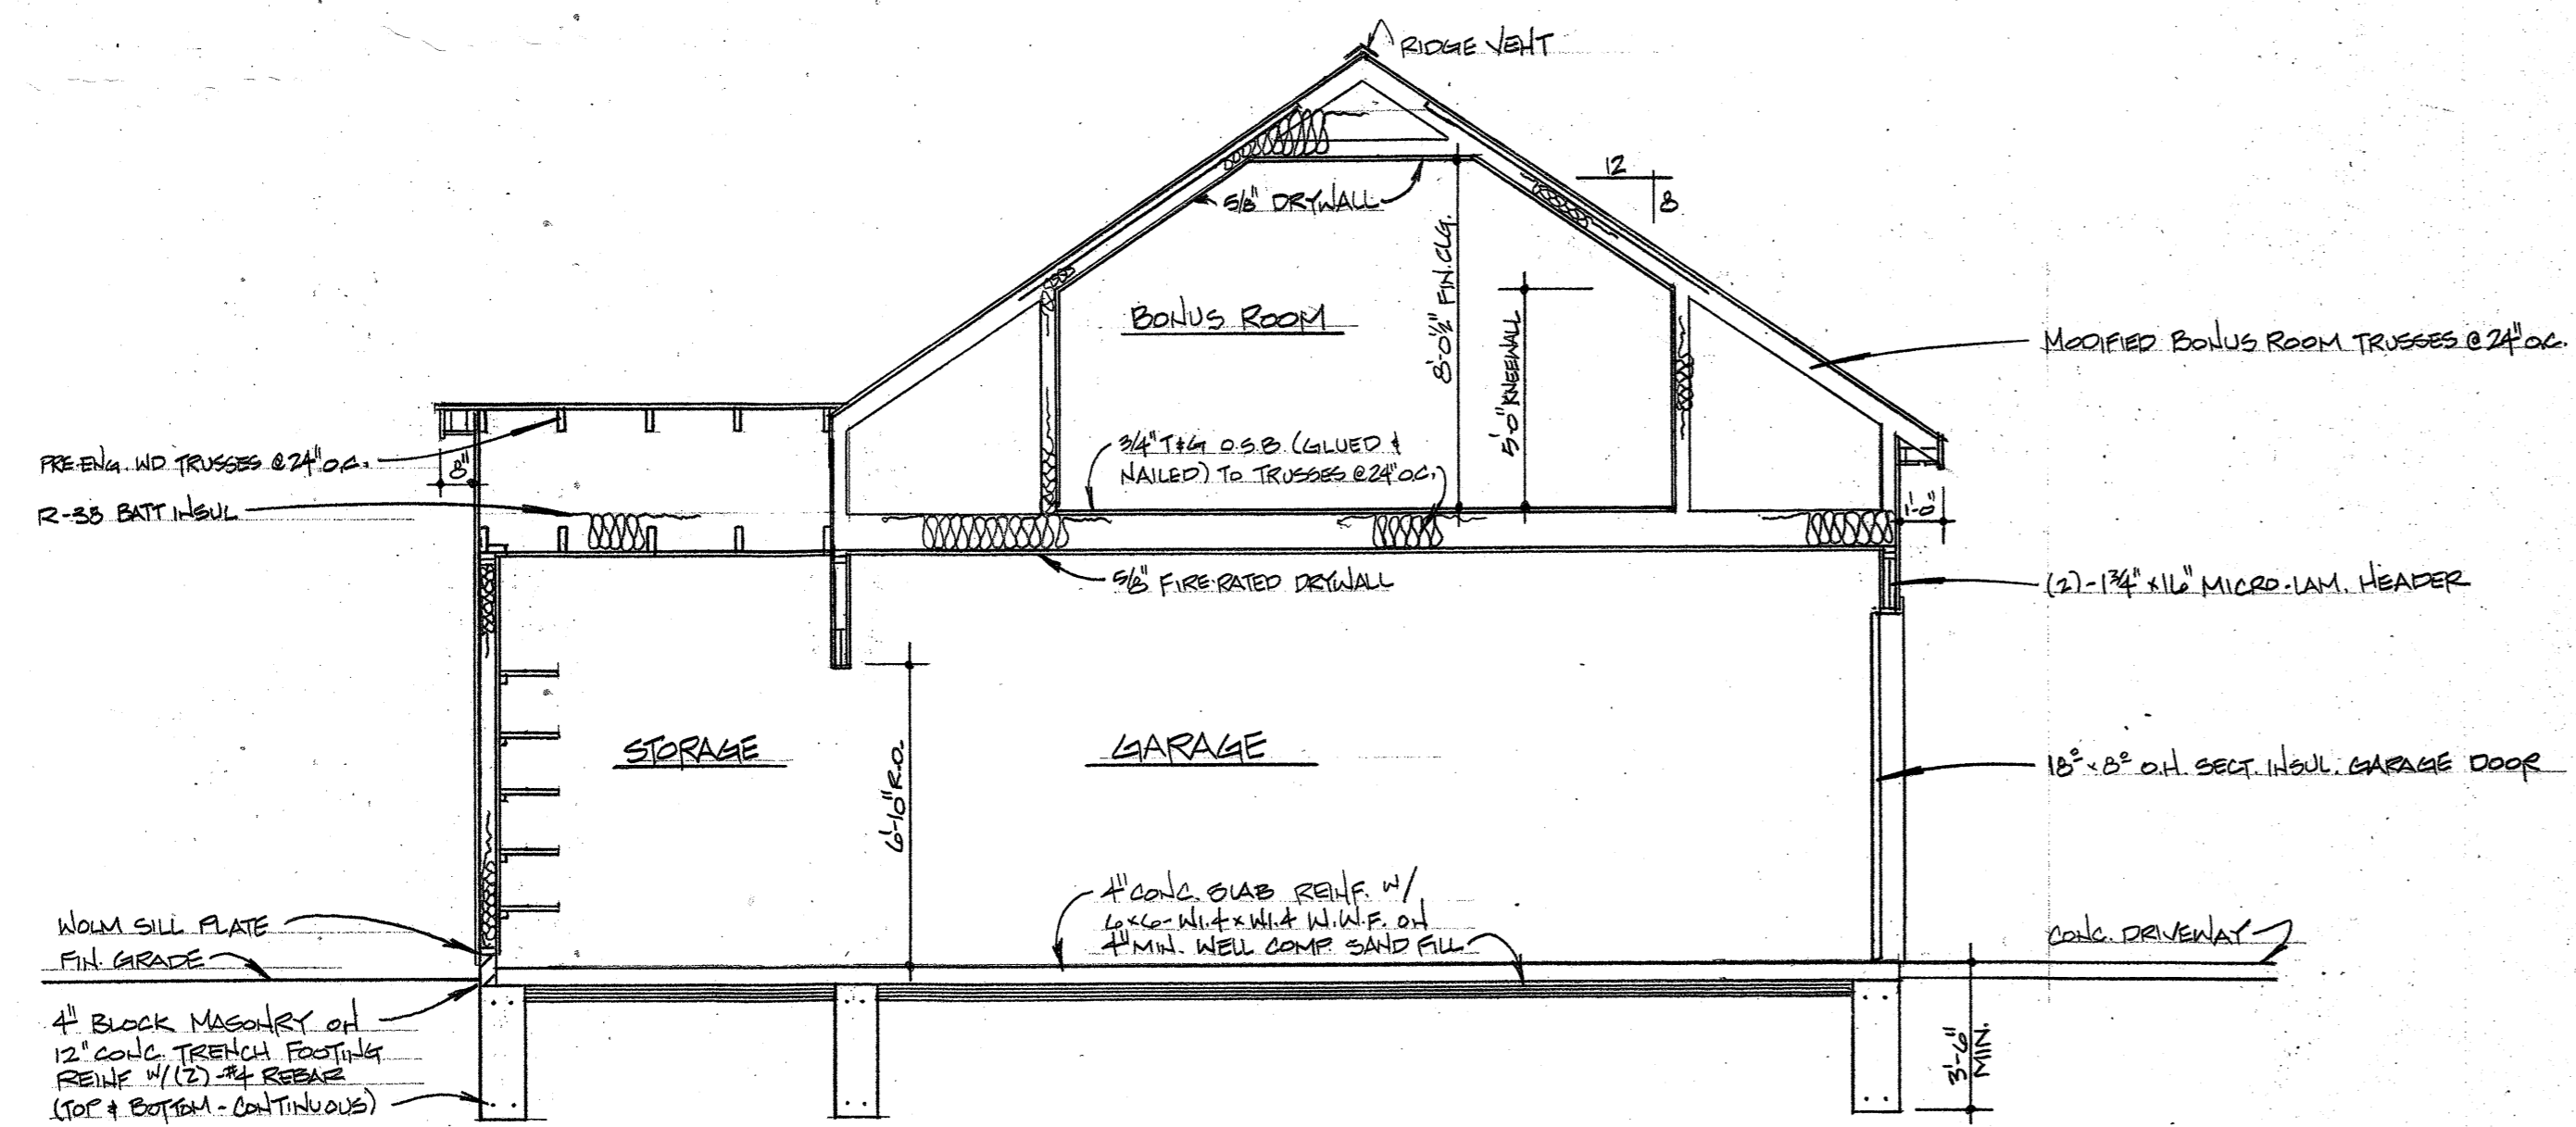 RIDGE VENT
12
8
5/8" DRYWALL
8'-0½" FIN. CLG.
BONUS ROOM
5'-0" KNEEWALL
MODIFIED BONUS ROOM TRUSSES @ 24" O.C.
3/4" T&G O.S.B. (GLUED &
NAILED) TO TRUSSES @ 24" O.C.
PRE-ENG. WD TRUSSES @ 24" O.C.
8"
R-38 BATT INSUL
1'-0"
5/8" FIRE-RATED DRYWALL
(2)-1¾" x 16" MICRO-LAM. HEADER
STORAGE
GARAGE
6'-10" R.O.
18⁰ x 8⁰ O.H. SECT. INSUL. GARAGE DOOR
4" CONC. SLAB REINF. W/
6x6-W1.4xW1.4 W.W.F. ON
4" MIN. WELL COMP. SAND FILL
WOLM SILL PLATE
FIN. GRADE
CONC. DRIVEWAY
4" BLOCK MASONRY ON
12" CONC. TRENCH FOOTING
REINF W/(2)-#4 REBAR
(TOP & BOTTOM - CONTINUOUS)
3'-6"
MIN.